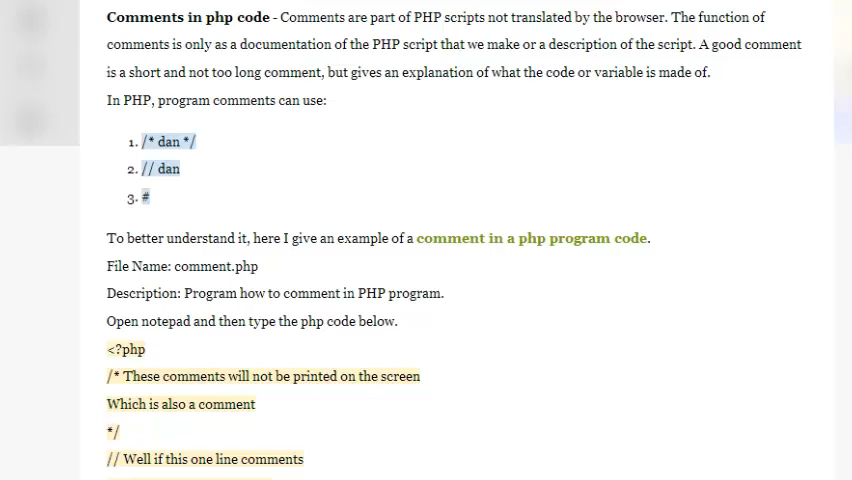 Comments in php code - Comments are part of PHP scripts not translated by the browser. The function of
comments is only as a documentation of the PHP script that we make or a description of the script. A good comment
is a short and not too long comment, but gives an explanation of what the code or variable is made of.
In PHP, program comments can use:
1. /* dan */
2. // dan
3. #
To better understand it, here I give an example of a comment in a php program code.
File Name: comment.php
Description: Program how to comment in PHP program.
Open notepad and then type the php code below.
<?php
/* These comments will not be printed on the screen
Which is also a comment
*/
// Well if this one line comments